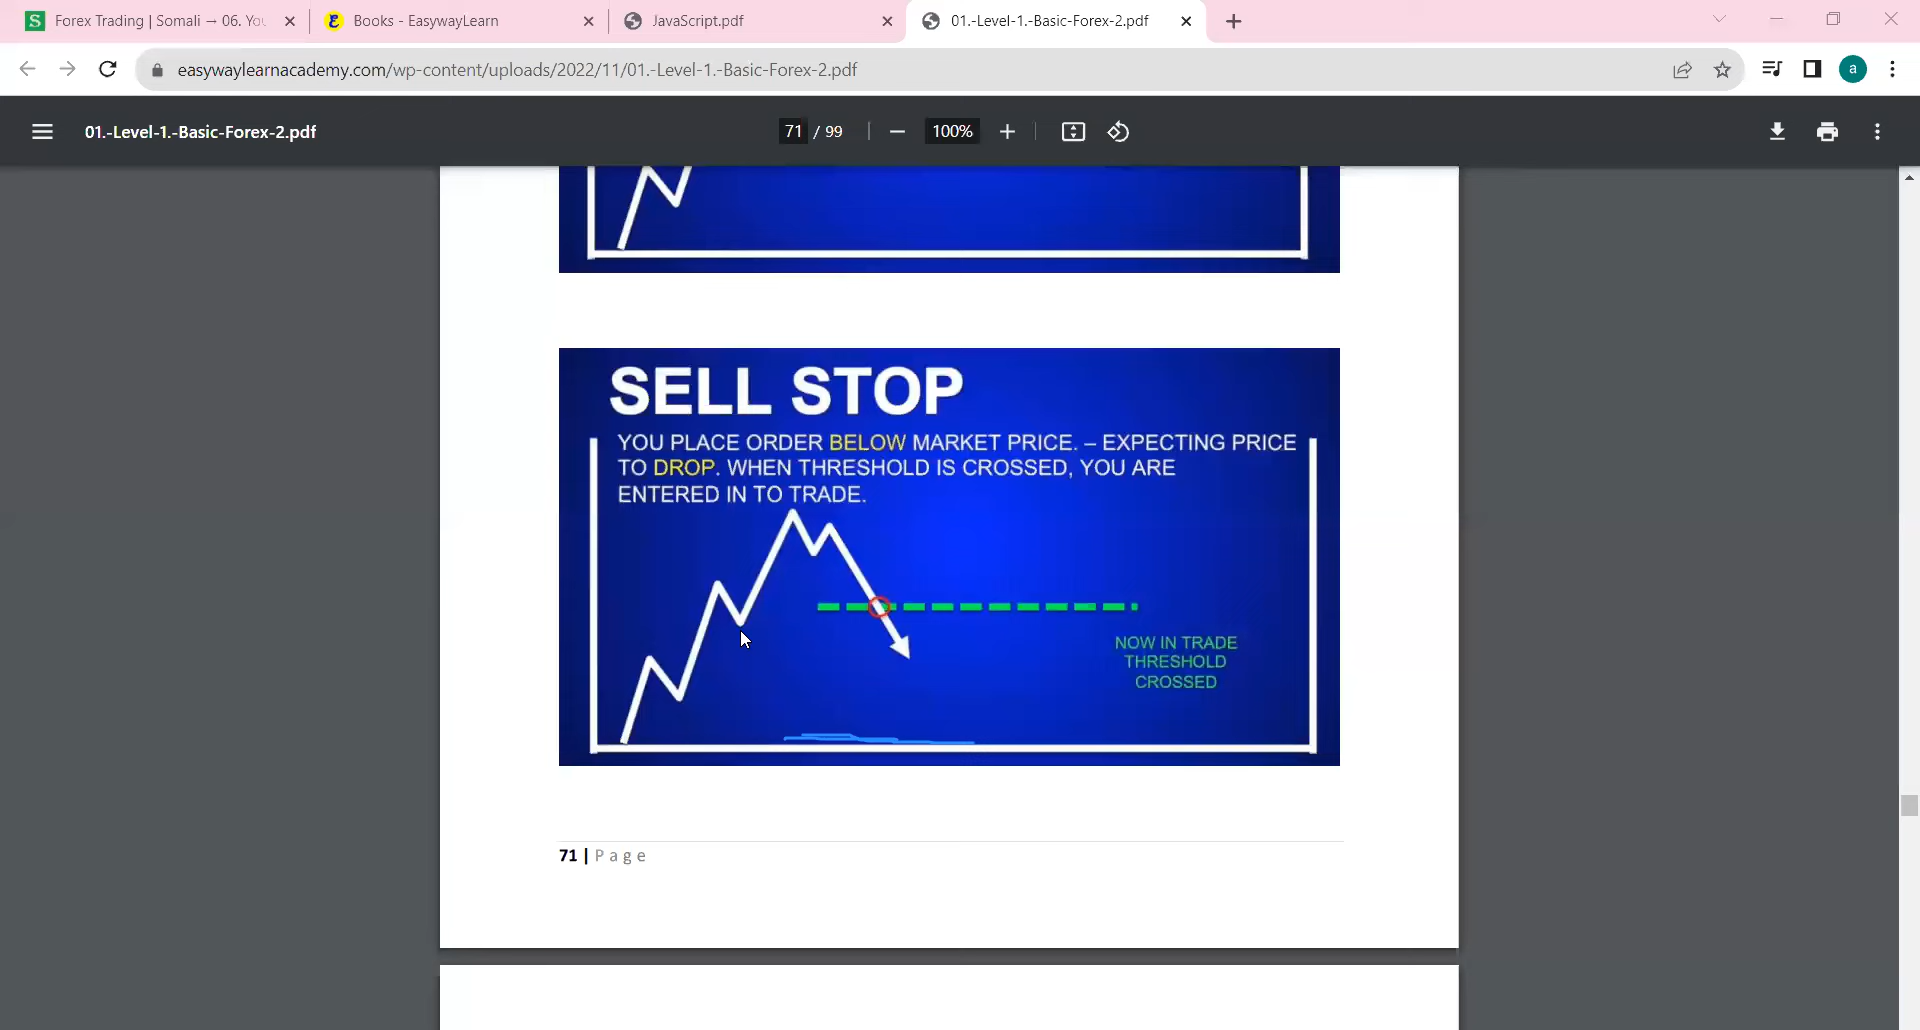 Forex Trading | Somali → 06. You
Books - EasywayLearn
JavaScript.pdf
01.-Level-1.-Basic-Forex-2.pdf
easywaylearnacademy.com/wp-content/uploads/2022/11/01.-Level-1.-Basic-Forex-2.pdf
a
01.-Level-1.-Basic-Forex-2.pdf
71 / 99
100%
SELL STOP
YOU PLACE ORDER BELOW MARKET PRICE. – EXPECTING PRICE
TO DROP. WHEN THRESHOLD IS CROSSED, YOU ARE
ENTERED IN TO TRADE.
NOW IN TRADE
THRESHOLD
CROSSED
71 | Page